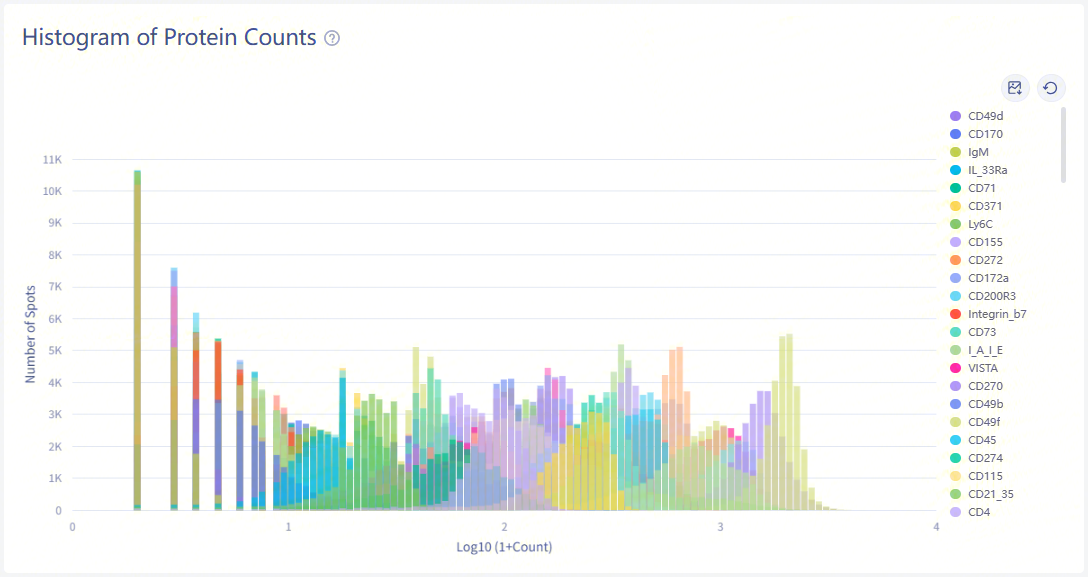 Histogram of Protein Counts ?
CD49d
CD170
IgM
IL_33Ra
CD71
CD371
Ly6C
CD155
CD272
CD172a
CD200R3
Integrin_b7
CD73
I_A_I_E
VISTA
CD270
CD49b
CD49f
CD45
CD274
CD115
CD21_35
CD4
Number of Spots
11K
10K
9K
8K
7K
6K
5K
4K
3K
2K
1K
0
0 1 2 3 4
Log10 (1+Count)